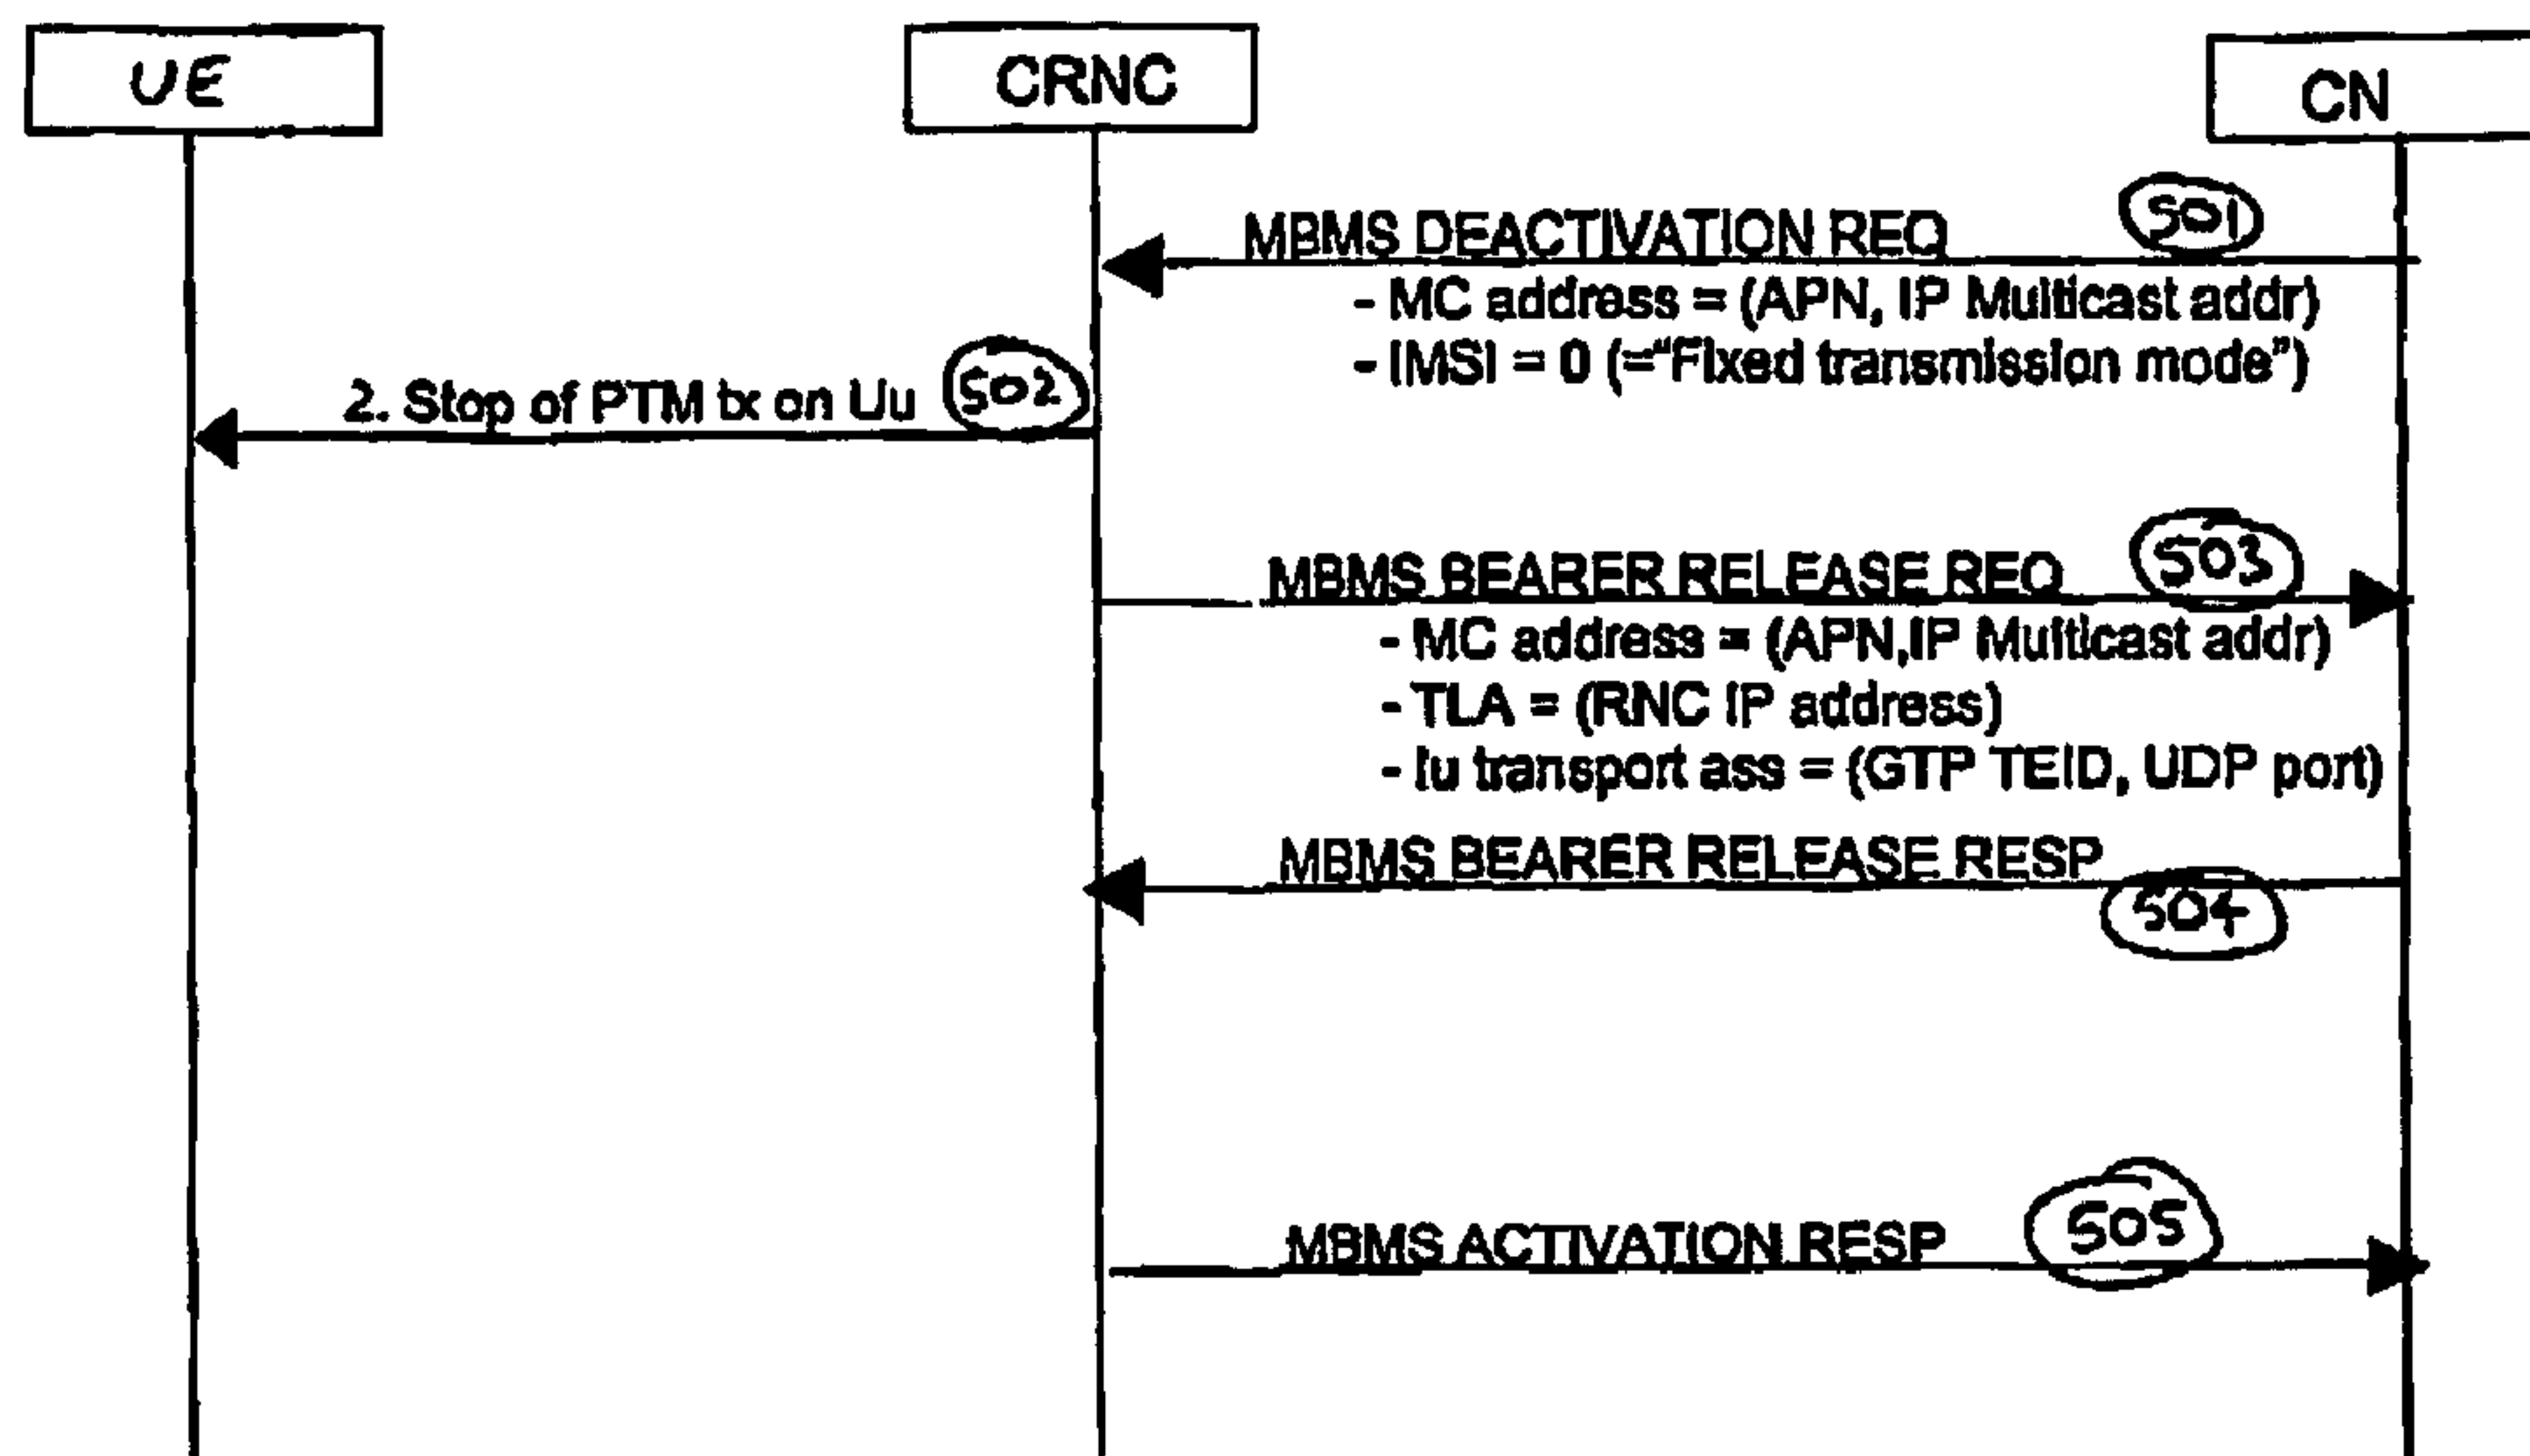 UE
CRNC
CN
MBMS DEACTIVATION REQ 501
- MC address = (APN, IP Multicast addr)
- IMSI = 0 (="Fixed transmission mode")
2. Stop of PTM tx on Uu 502
MBMS BEARER RELEASE REQ 503
- MC address = (APN,IP Multicast addr)
- TLA = (RNC IP address)
- Iu transport ass = (GTP TEID, UDP port)
MBMS BEARER RELEASE RESP
504
MBMS ACTIVATION RESP 505